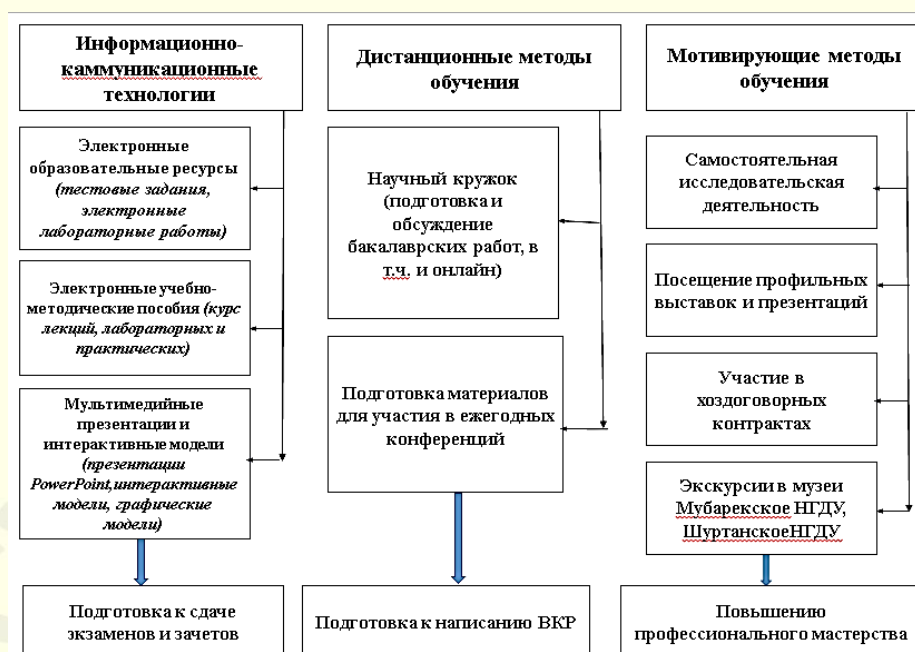 Информационно-
каммуникационные
технологии
Электронные
образовательные ресурсы
(тестовые задания,
электронные
лабораторные работы)
Электронные учебно-
методические пособия (курс
лекций, лабораторных и
практических)
Мультимедийные
презентации и
интерактивные модели
(презентации
PowerPoint,интерактивные
модели, графические
модели)
Подготовка к сдаче
экзаменов и зачетов
Дистанционные методы
обучения
Научный кружок
(подготовка и
обсуждение
бакалаврских работ, в
т.ч. и онлайн)
Подготовка материалов
для участия в ежегодных
конференций
Подготовка к написанию ВКР
Мотивирующие методы
обучения
Самостоятельная
исследовательская
деятельность
Посещение профильных
выставок и презентаций
Участие в
хоздоговорных
контрактах
Экскурсии в музеи
Мубарекское НГДУ,
ШуртанскоеНГДУ
Повышению
профессионального мастерства